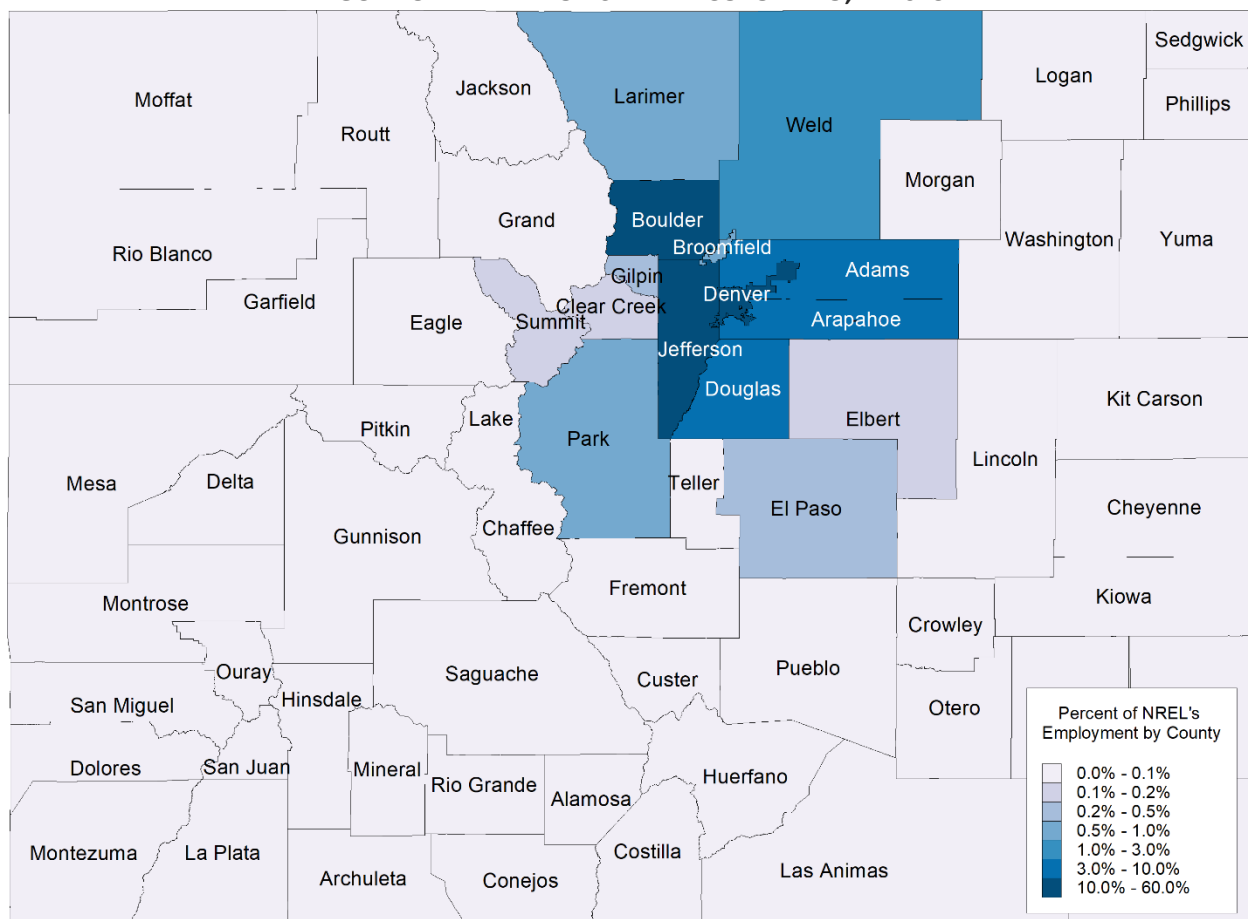 Sedgwick
Logan
Moffat
Jackson
Larimer
Phillips
Routt
Weld
Morgan
Grand
Boulder
Washington
Yuma
Rio Blanco
Broomfield
Gilpin
Adams
Garfield
Clear Creek
Denver
Eagle
Summit
Arapahoe
Jefferson
Douglas
Kit Carson
Lake
Elbert
Pitkin
Park
Lincoln
Mesa
Delta
Teller
El Paso
Cheyenne
Chaffee
Gunnison
Fremont
Kiowa
Montrose
Crowley
Ouray
Saguache
Pueblo
Custer
Hinsdale
San Miguel
Otero
Dolores
San Juan
Mineral
Rio Grande
Huerfano
Alamosa
Montezuma
La Plata
Costilla
Archuleta
Conejos
Las Animas
Percent of NREL's
Employment by County
0.0% - 0.1%
0.1% - 0.2%
0.2% - 0.5%
0.5% - 1.0%
1.0% - 3.0%
3.0% - 10.0%
10.0% - 60.0%